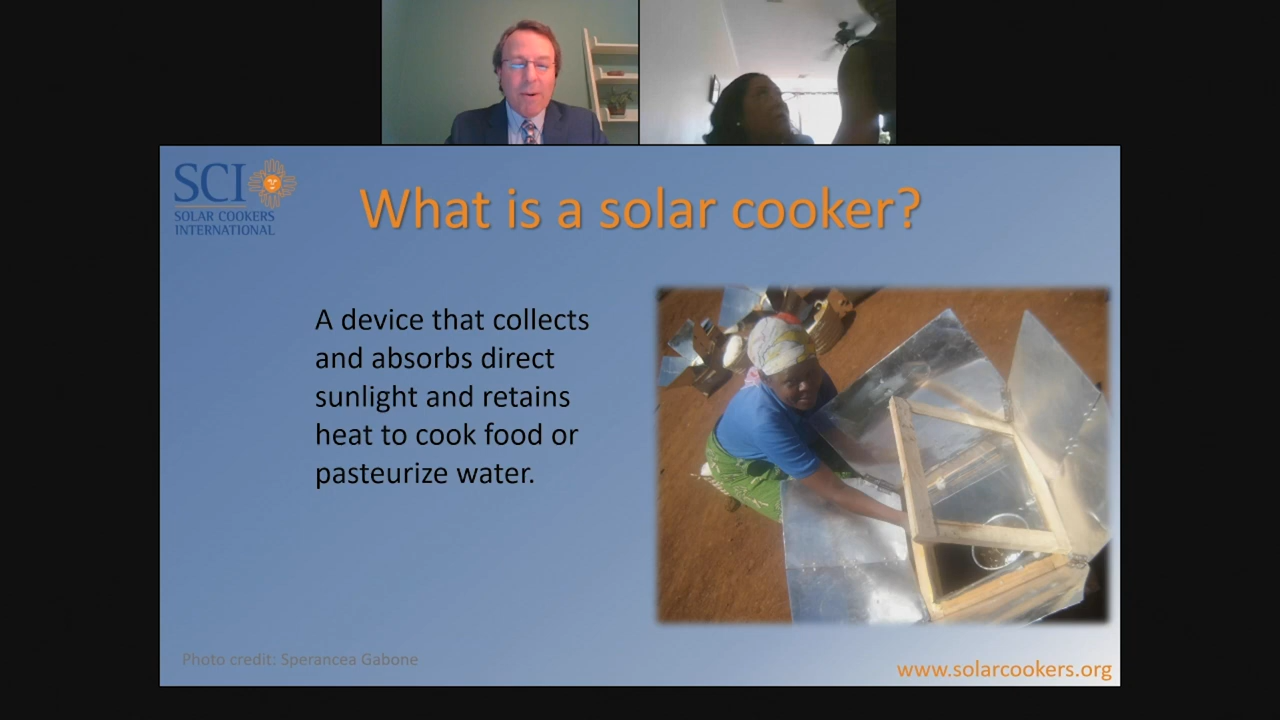 SCI
SOLAR COOKERS
INTERNATIONAL
What is a solar cooker?
A device that collects
and absorbs direct
sunlight and retains
heat to cook food or
pasteurize water.
Photo credit: Sperancea Gabone
www.solarcookers.org